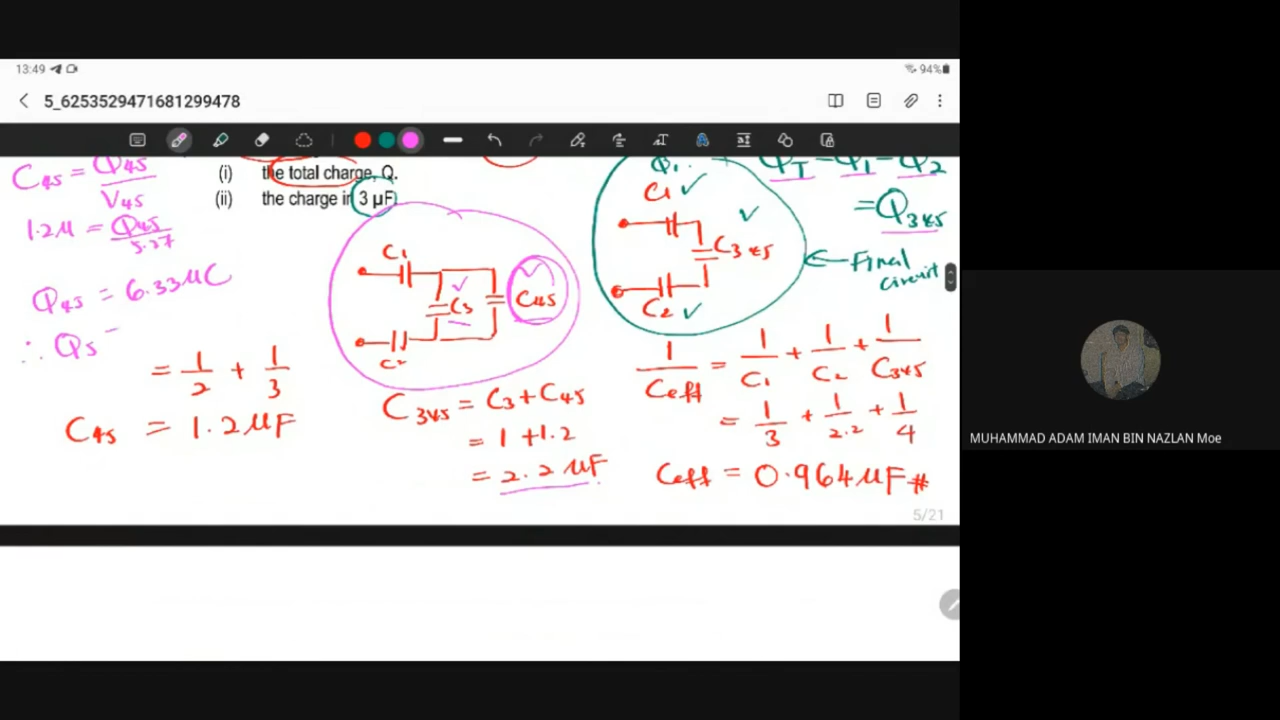 13:49
94%
5_6253529471681299478
C45 = Q45/V45
(i) the total charge, Q.
(ii) the charge in 3 μF
1.2μ = Q45/5.27
Q45 = 6.33μC
∴ Q5 =
= 1/2 + 1/3
C45 = 1.2μF
C1
C3
C45
C2
C345 = C3 + C45
= 1 + 1.2
= 2.2 μF
Q1
C1
C345
C2
QT = Q1 = Q2
= Q345
Final
circuit
1/Ceff = 1/C1 + 1/C2 + 1/C345
= 1/3 + 1/2.2 + 1/4
Ceff = 0.964μF #
5/21
MUHAMMAD ADAM IMAN BIN NAZLAN Moe